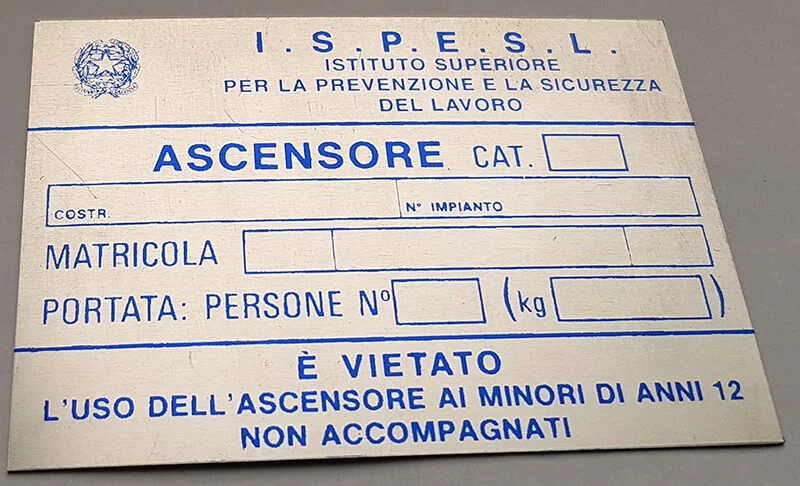 I. S. P. E. S. L.
ISTITUTO SUPERIORE
PER LA PREVENZIONE E LA SICUREZZA
DEL LAVORO
ASCENSORE CAT.
COSTR. N° IMPIANTO
MATRICOLA
PORTATA: PERSONE N° (kg )
È VIETATO
L'USO DELL'ASCENSORE AI MINORI DI ANNI 12
NON ACCOMPAGNATI